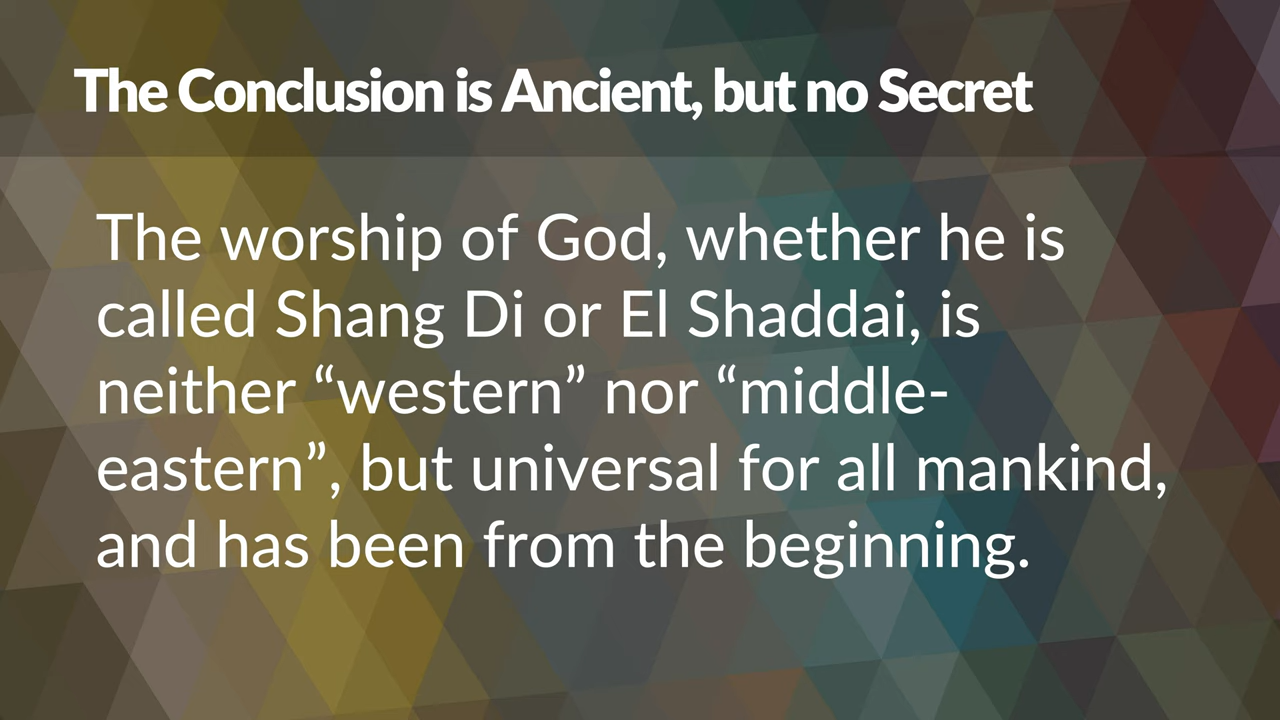 The Conclusion is Ancient, but no Secret
The worship of God, whether he is
called Shang Di or El Shaddai, is
neither “western” nor “middle-
eastern”, but universal for all mankind,
and has been from the beginning.